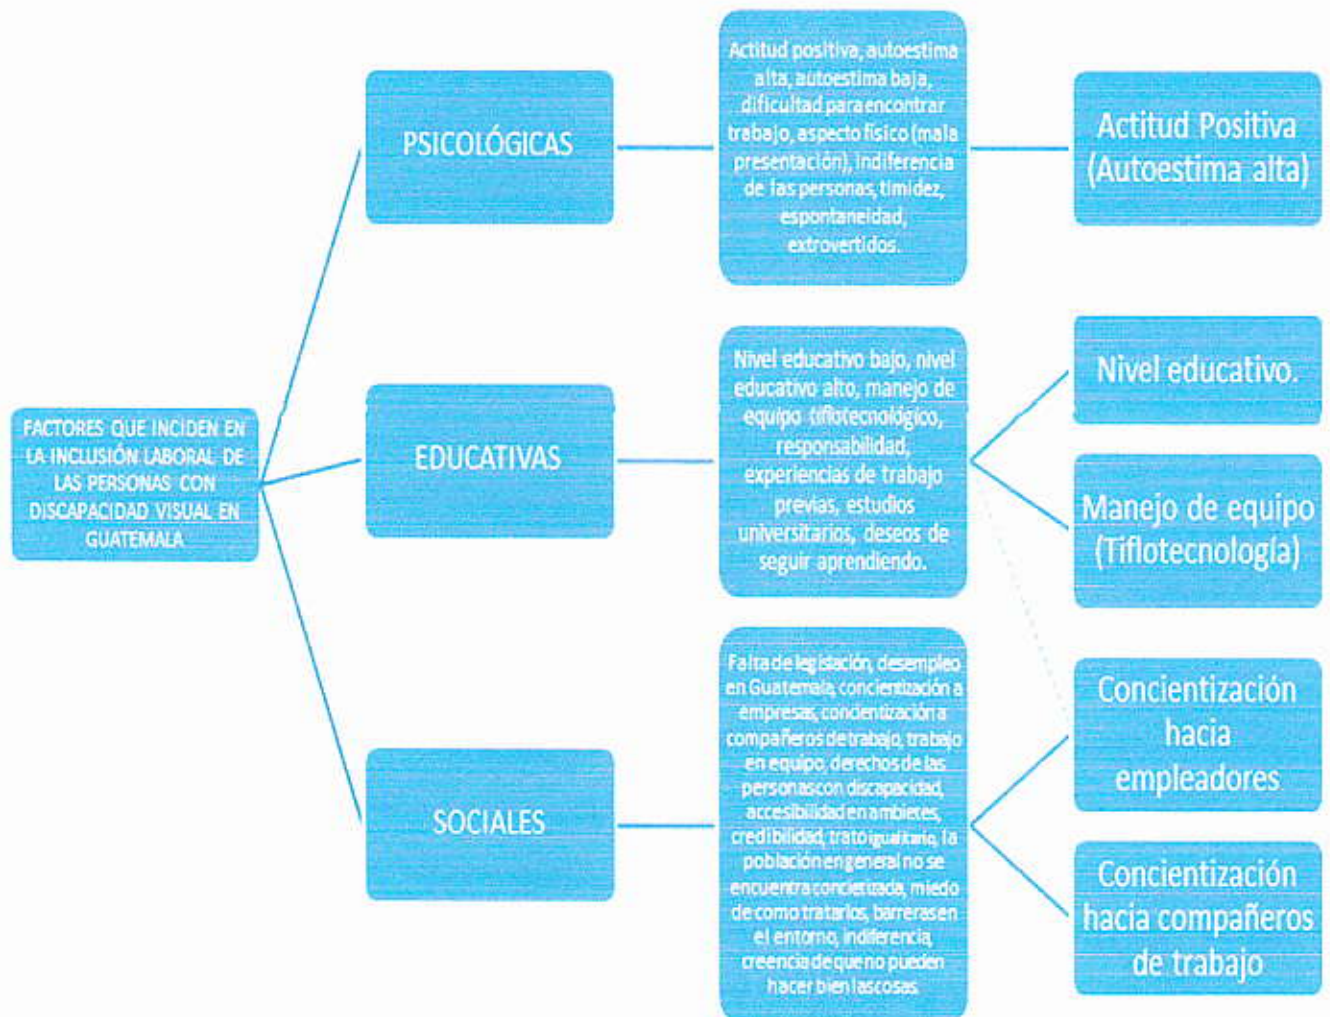 FACTORES QUE INCIDEN EN
LA INCLUSIÓN LABORAL DE
LAS PERSONAS CON
DISCAPACIDAD VISUAL EN
GUATEMALA
PSICOLÓGICAS
Actitud positiva, autoestima
alta, autoestima baja,
dificultad para encontrar
trabajo, aspecto físico (mala
presentación), indiferencia
de las personas, timidez,
espontaneidad,
extrovertidos.
Actitud Positiva
(Autoestima alta)
EDUCATIVAS
Nivel educativo bajo, nivel
educativo alto, manejo de
equipo tiflotecnológico,
responsabilidad,
experiencias de trabajo
previas, estudios
universitarios, deseos de
seguir aprendiendo.
Nivel educativo.
Manejo de equipo
(Tiflotecnología)
SOCIALES
Falta de legislación, desempleo
en Guatemala, concientización a
empresas, concientización a
compañeros de trabajo, trabajo
en equipo, derechos de las
personas con discapacidad,
accesibilidad en ambietes,
credibilidad, trato igualitario, la
población en general no se
encuentra concietizada, miedo
de como tratarlos, barreras en
el entorno, indiferencia,
creencia de que no pueden
hacer bien las cosas.
Concientización
hacia
empleadores
Concientización
hacia compañeros
de trabajo